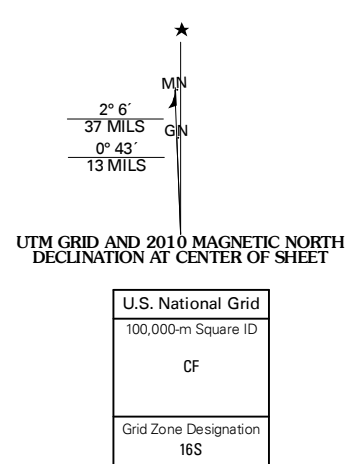 MN
2° 6´
37 MILS
GN
0° 43´
13 MILS
UTM GRID AND 2010 MAGNETIC NORTH
DECLINATION AT CENTER OF SHEET
U.S. National Grid
100,000-m Square ID
CF
Grid Zone Designation
16S